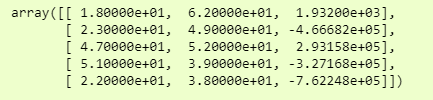 array([[ 1.80000e+01, 6.20000e+01, 1.93200e+03],
[ 2.30000e+01, 4.90000e+01, -4.66682e+05],
[ 4.70000e+01, 5.20000e+01, 2.93158e+05],
[ 5.10000e+01, 3.90000e+01, -3.27168e+05],
[ 2.20000e+01, 3.80000e+01, -7.62248e+05]])